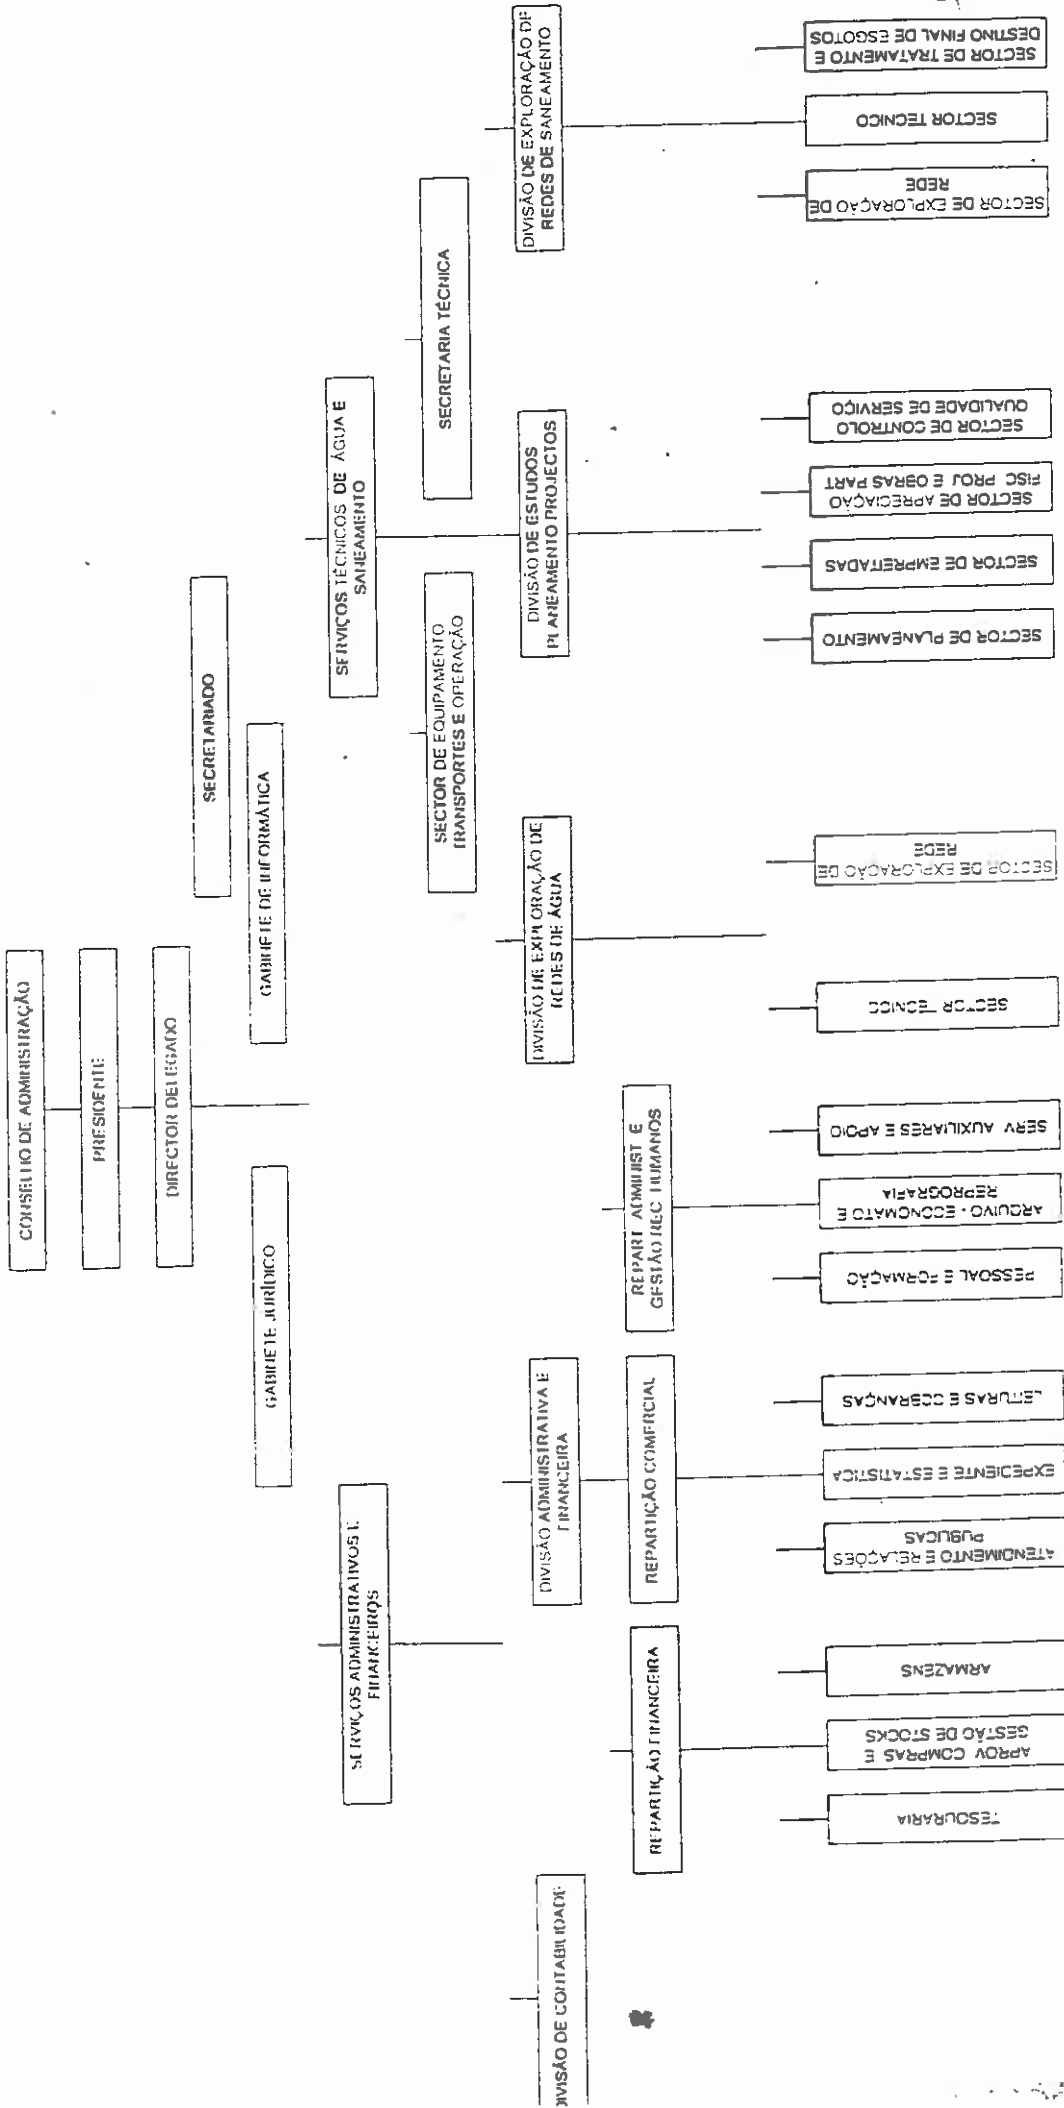 CONSELHO DE ADMINISTRAÇÃO
PRESIDENTE
DIRECTOR DELEGADO
SECRETARIADO
GABINETE JURÍDICO
GABINETE DE INFORMÁTICA
SERVIÇOS ADMINISTRATIVOS E
FINANCEIROS
SERVIÇOS TÉCNICOS DE ÁGUA E
SANEAMENTO
SECTOR DE EQUIPAMENTO
TRANSPORTES E OPERAÇÃO
SECRETARIA TÉCNICA
DIVISÃO DE CONTABILIDADE
DIVISÃO ADMINISTRATIVA E
FINANCEIRA
DIVISÃO DE EXPLORAÇÃO DE
REDES DE ÁGUA
DIVISÃO DE ESTUDOS
PLANEAMENTO PROJECTOS
DIVISÃO DE EXPLORAÇÃO DE
REDES DE SANEAMENTO
REPARTIÇÃO FINANCEIRA
REPARTIÇÃO COMERCIAL
REPART ADMINIST E
GESTÃO REC HUMANOS
TESOURARIA
APROV COMPRAS E
GESTÃO DE STOCKS
ARMAZENS
ATENDIMENTO E RELAÇÕES
PUBLICAS
EXPEDIENTE E ESTATISTICA
LEITURAS E COBRANÇAS
PESSOAL E FORMAÇÃO
ARQUIVO - ECONOMATO E
REPROGRAFIA
SERV AUXILIARES E APOIO
SECTOR TECNICO
SECTOR DE EXPLORAÇÃO DE
REDE
SECTOR DE PLANEAMENTO
SECTOR DE EMPREITADAS
SECTOR DE APRECIAÇÃO
FISC PROJ E OBRAS PART
SECTOR DE CONTROLO
QUALIDADE DE SERVIÇO
SECTOR DE EXPLORAÇÃO DE
REDE
SECTOR TECNICO
SECTOR DE TRATAMENTO E
DESTINO FINAL DE ESGOTOS